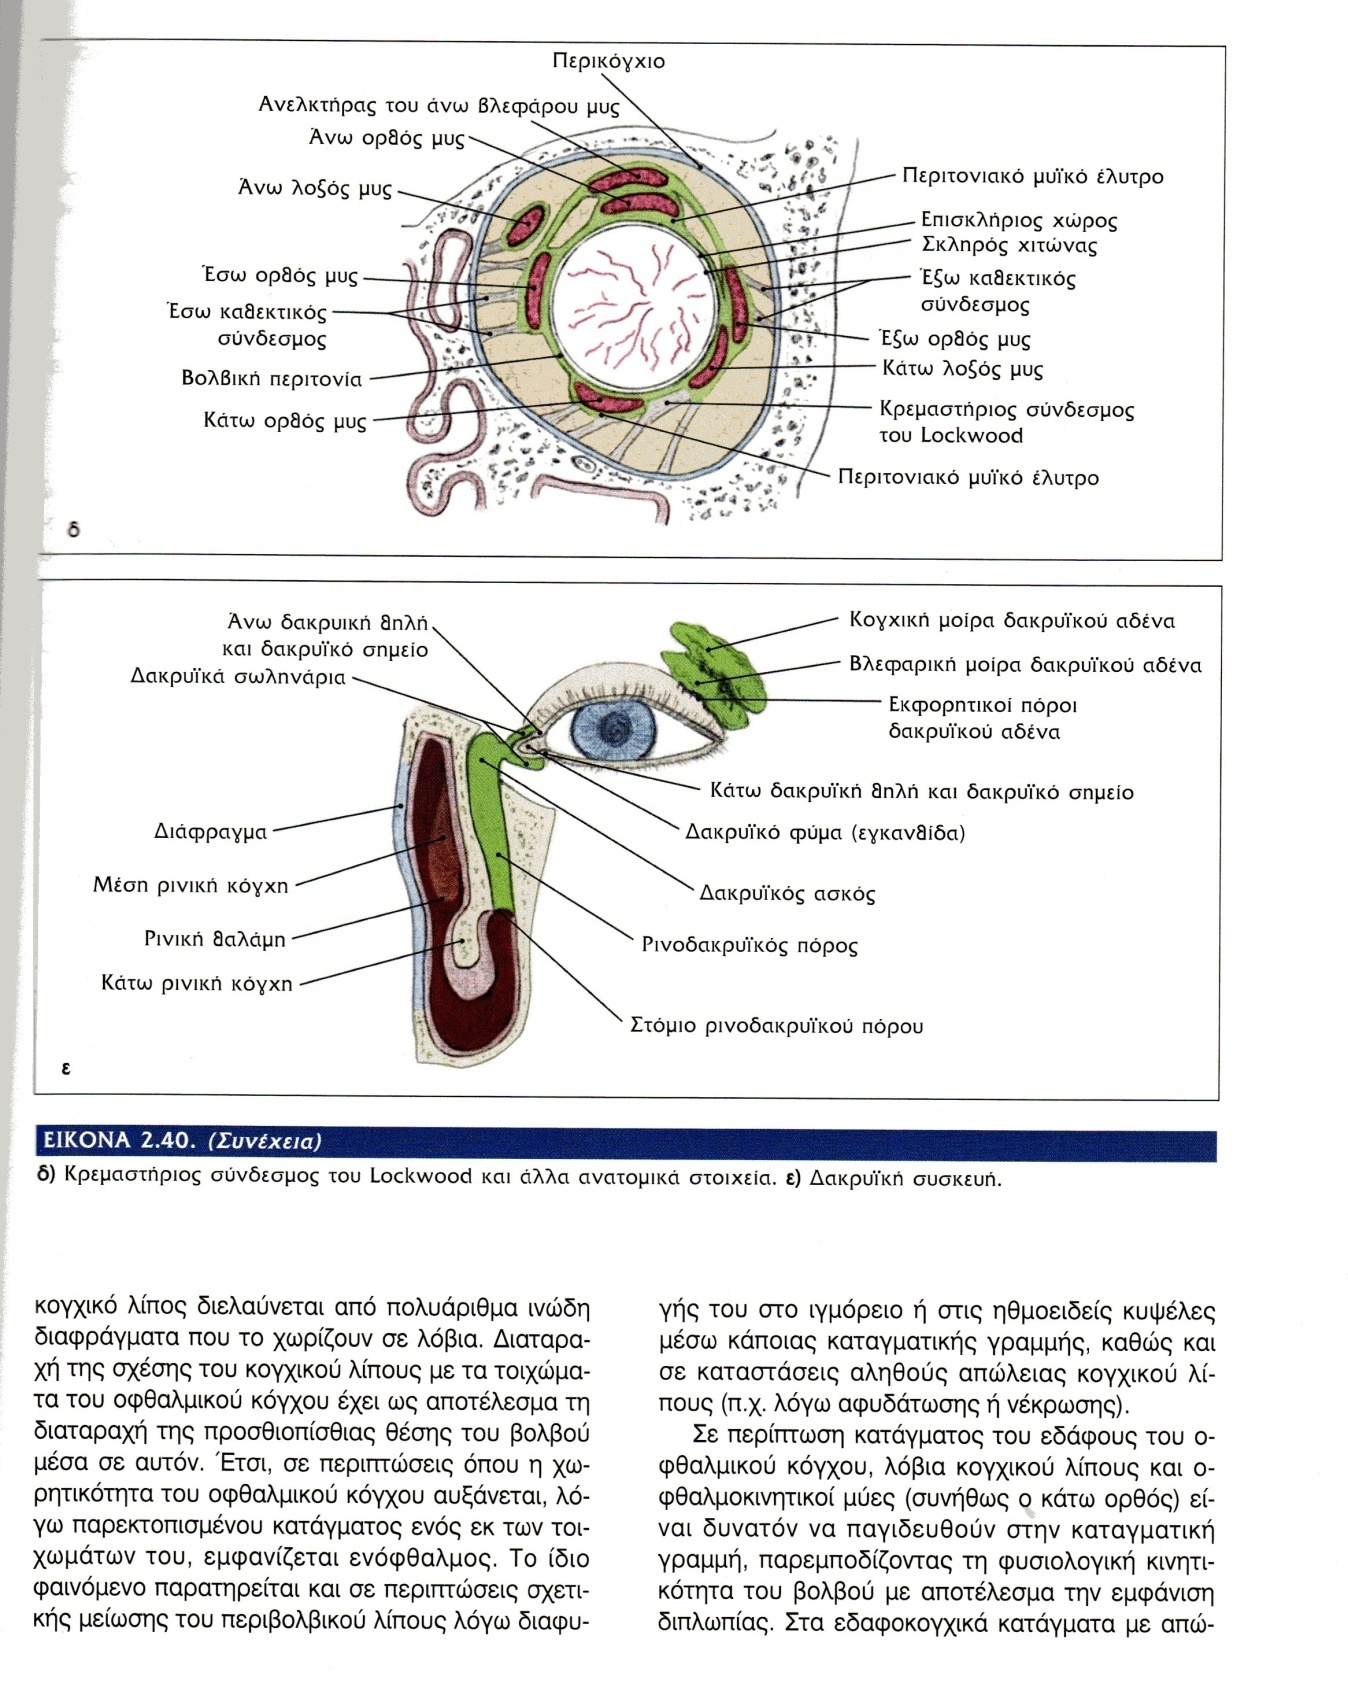 Περικόγχιο
Ανελκτήρας του άνω βλεφάρου μυς
Άνω ορθός μυς
Άνω λοξός μυς
Έσω ορθός μυς
Έσω καθεκτικός
σύνδεσμος
Βολβική περιτονία
Κάτω ορθός μυς
Περιτονιακό μυϊκό έλυτρο
Επισκλήριος χώρος
Σκληρός χιτώνας
Έξω καθεκτικός
σύνδεσμος
Έξω ορθός μυς
Κάτω λοξός μυς
Κρεμαστήριος σύνδεσμος
του Lockwood
Περιτονιακό μυϊκό έλυτρο
δ
Άνω δακρυική θηλή
και δακρυϊκό σημείο
Δακρυϊκά σωληνάρια
Διάφραγμα
Μέση ρινική κόγχη
Ρινική θαλάμη
Κάτω ρινική κόγχη
Κογχική μοίρα δακρυϊκού αδένα
Βλεφαρική μοίρα δακρυϊκού αδένα
Εκφορητικοί πόροι
δακρυϊκού αδένα
Κάτω δακρυϊκή θηλή και δακρυϊκό σημείο
Δακρυϊκό φύμα (εγκανθίδα)
Δακρυϊκός ασκός
Ρινοδακρυϊκός πόρος
Στόμιο ρινοδακρυϊκού πόρου
ε
ΕΙΚΟΝΑ 2.40. (Συνέχεια)
δ) Κρεμαστήριος σύνδεσμος του Lockwood και άλλα ανατομικά στοιχεία. ε) Δακρυϊκή συσκευή.
κογχικό λίπος διελαύνεται από πολυάριθμα ινώδη
διαφράγματα που το χωρίζουν σε λόβια. Διαταρα-
χή της σχέσης του κογχικού λίπους με τα τοιχώμα-
τα του οφθαλμικού κόγχου έχει ως αποτέλεσμα τη
διαταραχή της προσθιοπίσθιας θέσης του βολβού
μέσα σε αυτόν. Έτσι, σε περιπτώσεις όπου η χω-
ρητικότητα του οφθαλμικού κόγχου αυξάνεται, λό-
γω παρεκτοπισμένου κατάγματος ενός εκ των τοι-
χωμάτων του, εμφανίζεται ενόφθαλμος. Το ίδιο
φαινόμενο παρατηρείται και σε περιπτώσεις σχετι-
κής μείωσης του περιβολβικού λίπους λόγω διαφυ-
γής του στο ιγμόρειο ή στις ηθμοειδείς κυψέλες
μέσω κάποιας καταγματικής γραμμής, καθώς και
σε καταστάσεις αληθούς απώλειας κογχικού λί-
πους (π.χ. λόγω αφυδάτωσης ή νέκρωσης).
Σε περίπτωση κατάγματος του εδάφους του ο-
φθαλμικού κόγχου, λόβια κογχικού λίπους και ο-
φθαλμοκινητικοί μύες (συνήθως ο κάτω ορθός) εί-
ναι δυνατόν να παγιδευθούν στην καταγματική
γραμμή, παρεμποδίζοντας τη φυσιολογική κινητι-
κότητα του βολβού με αποτέλεσμα την εμφάνιση
διπλωπίας. Στα εδαφοκογχικά κατάγματα με απώ-